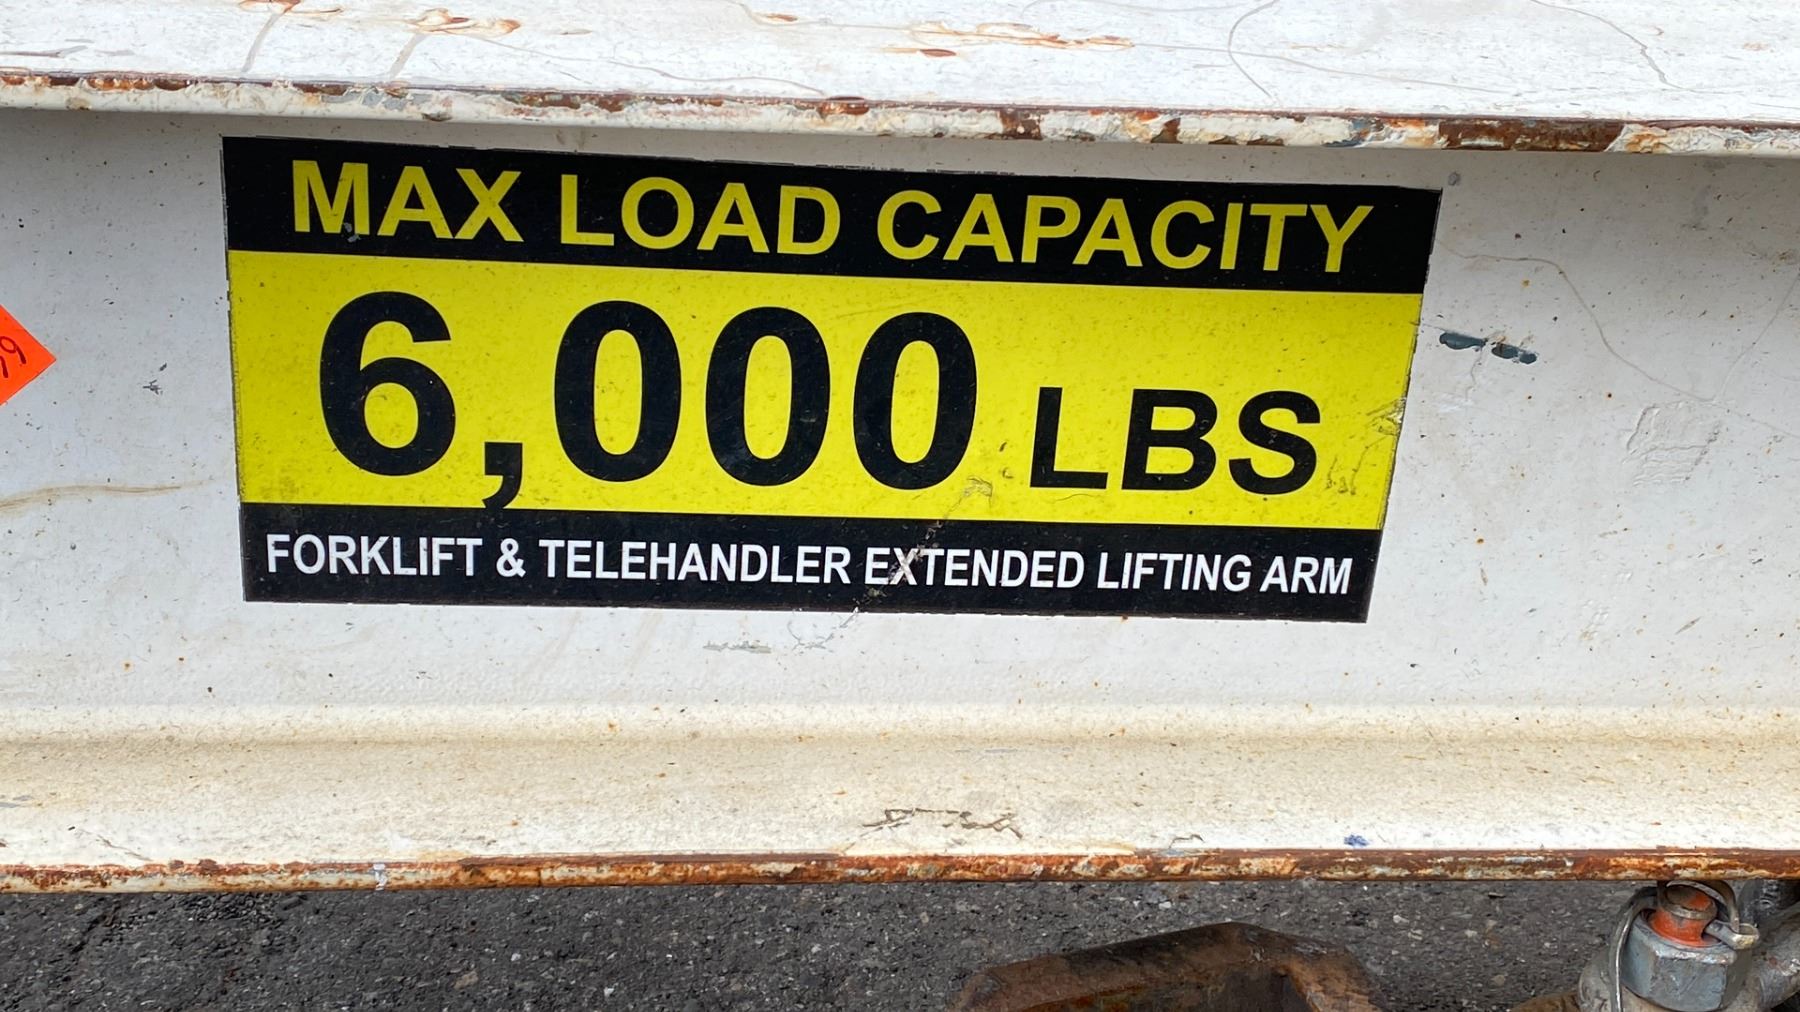 MAX LOAD CAPACITY
6,000 LBS
FORKLIFT & TELEHANDLER EXTENDED LIFTING ARM